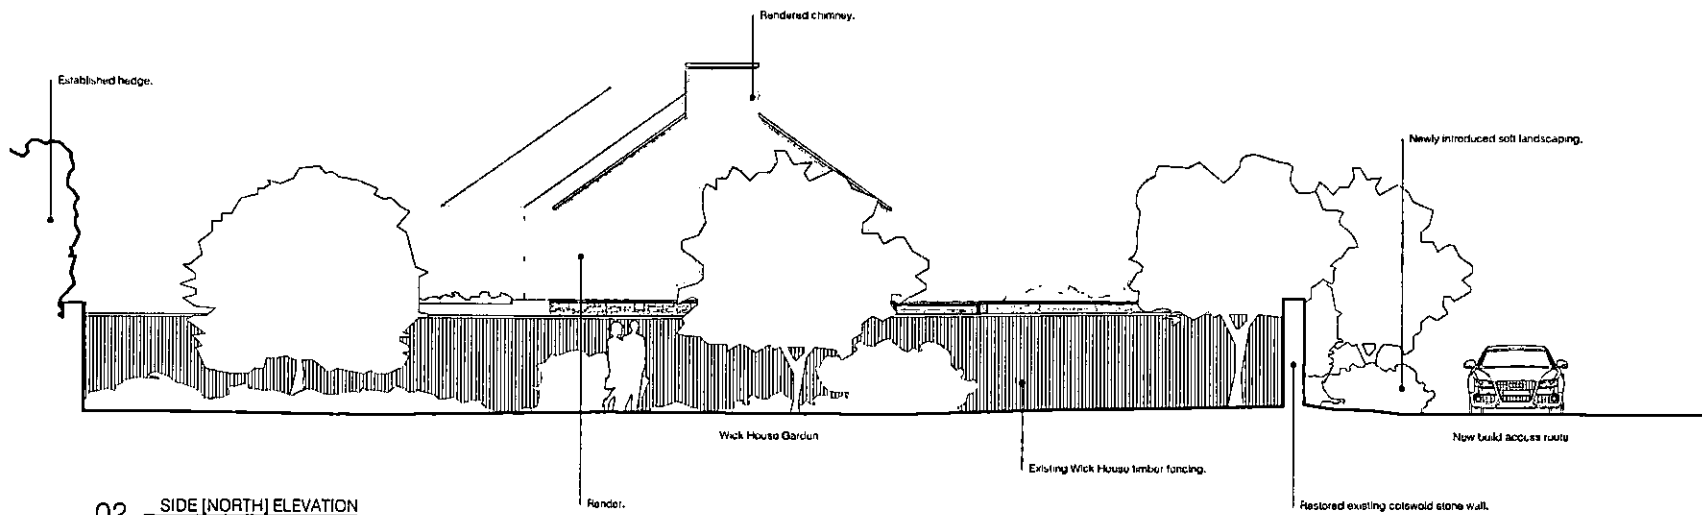 Rendered chimney.
Established hedge.
Newly introduced soft landscaping.
Wick House Garden
New build access route
Existing Wick House timber fencing.
Render.
Restored existing cotswold stone wall.
02 SIDE [NORTH] ELEVATION